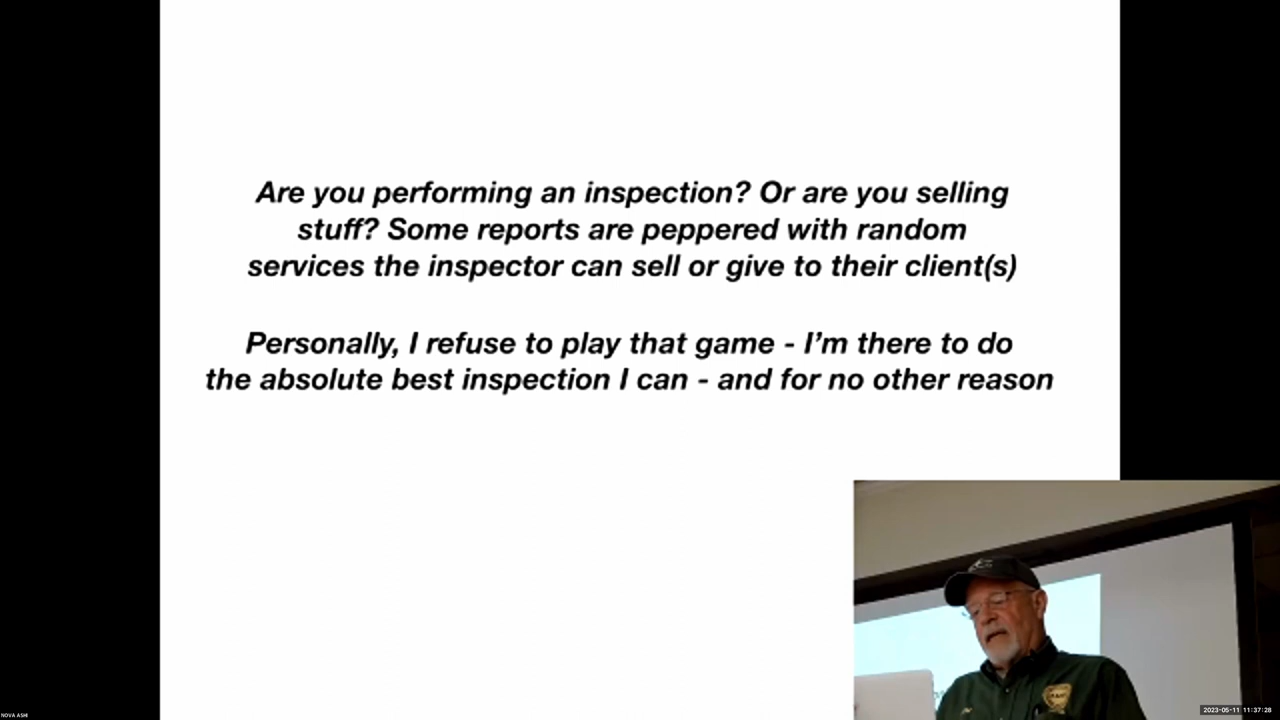 Are you performing an inspection? Or are you selling
stuff? Some reports are peppered with random
services the inspector can sell or give to their client(s)
Personally, I refuse to play that game - I’m there to do
the absolute best inspection I can - and for no other reason
NOVA ASHI
2023-05-11 11:37:28